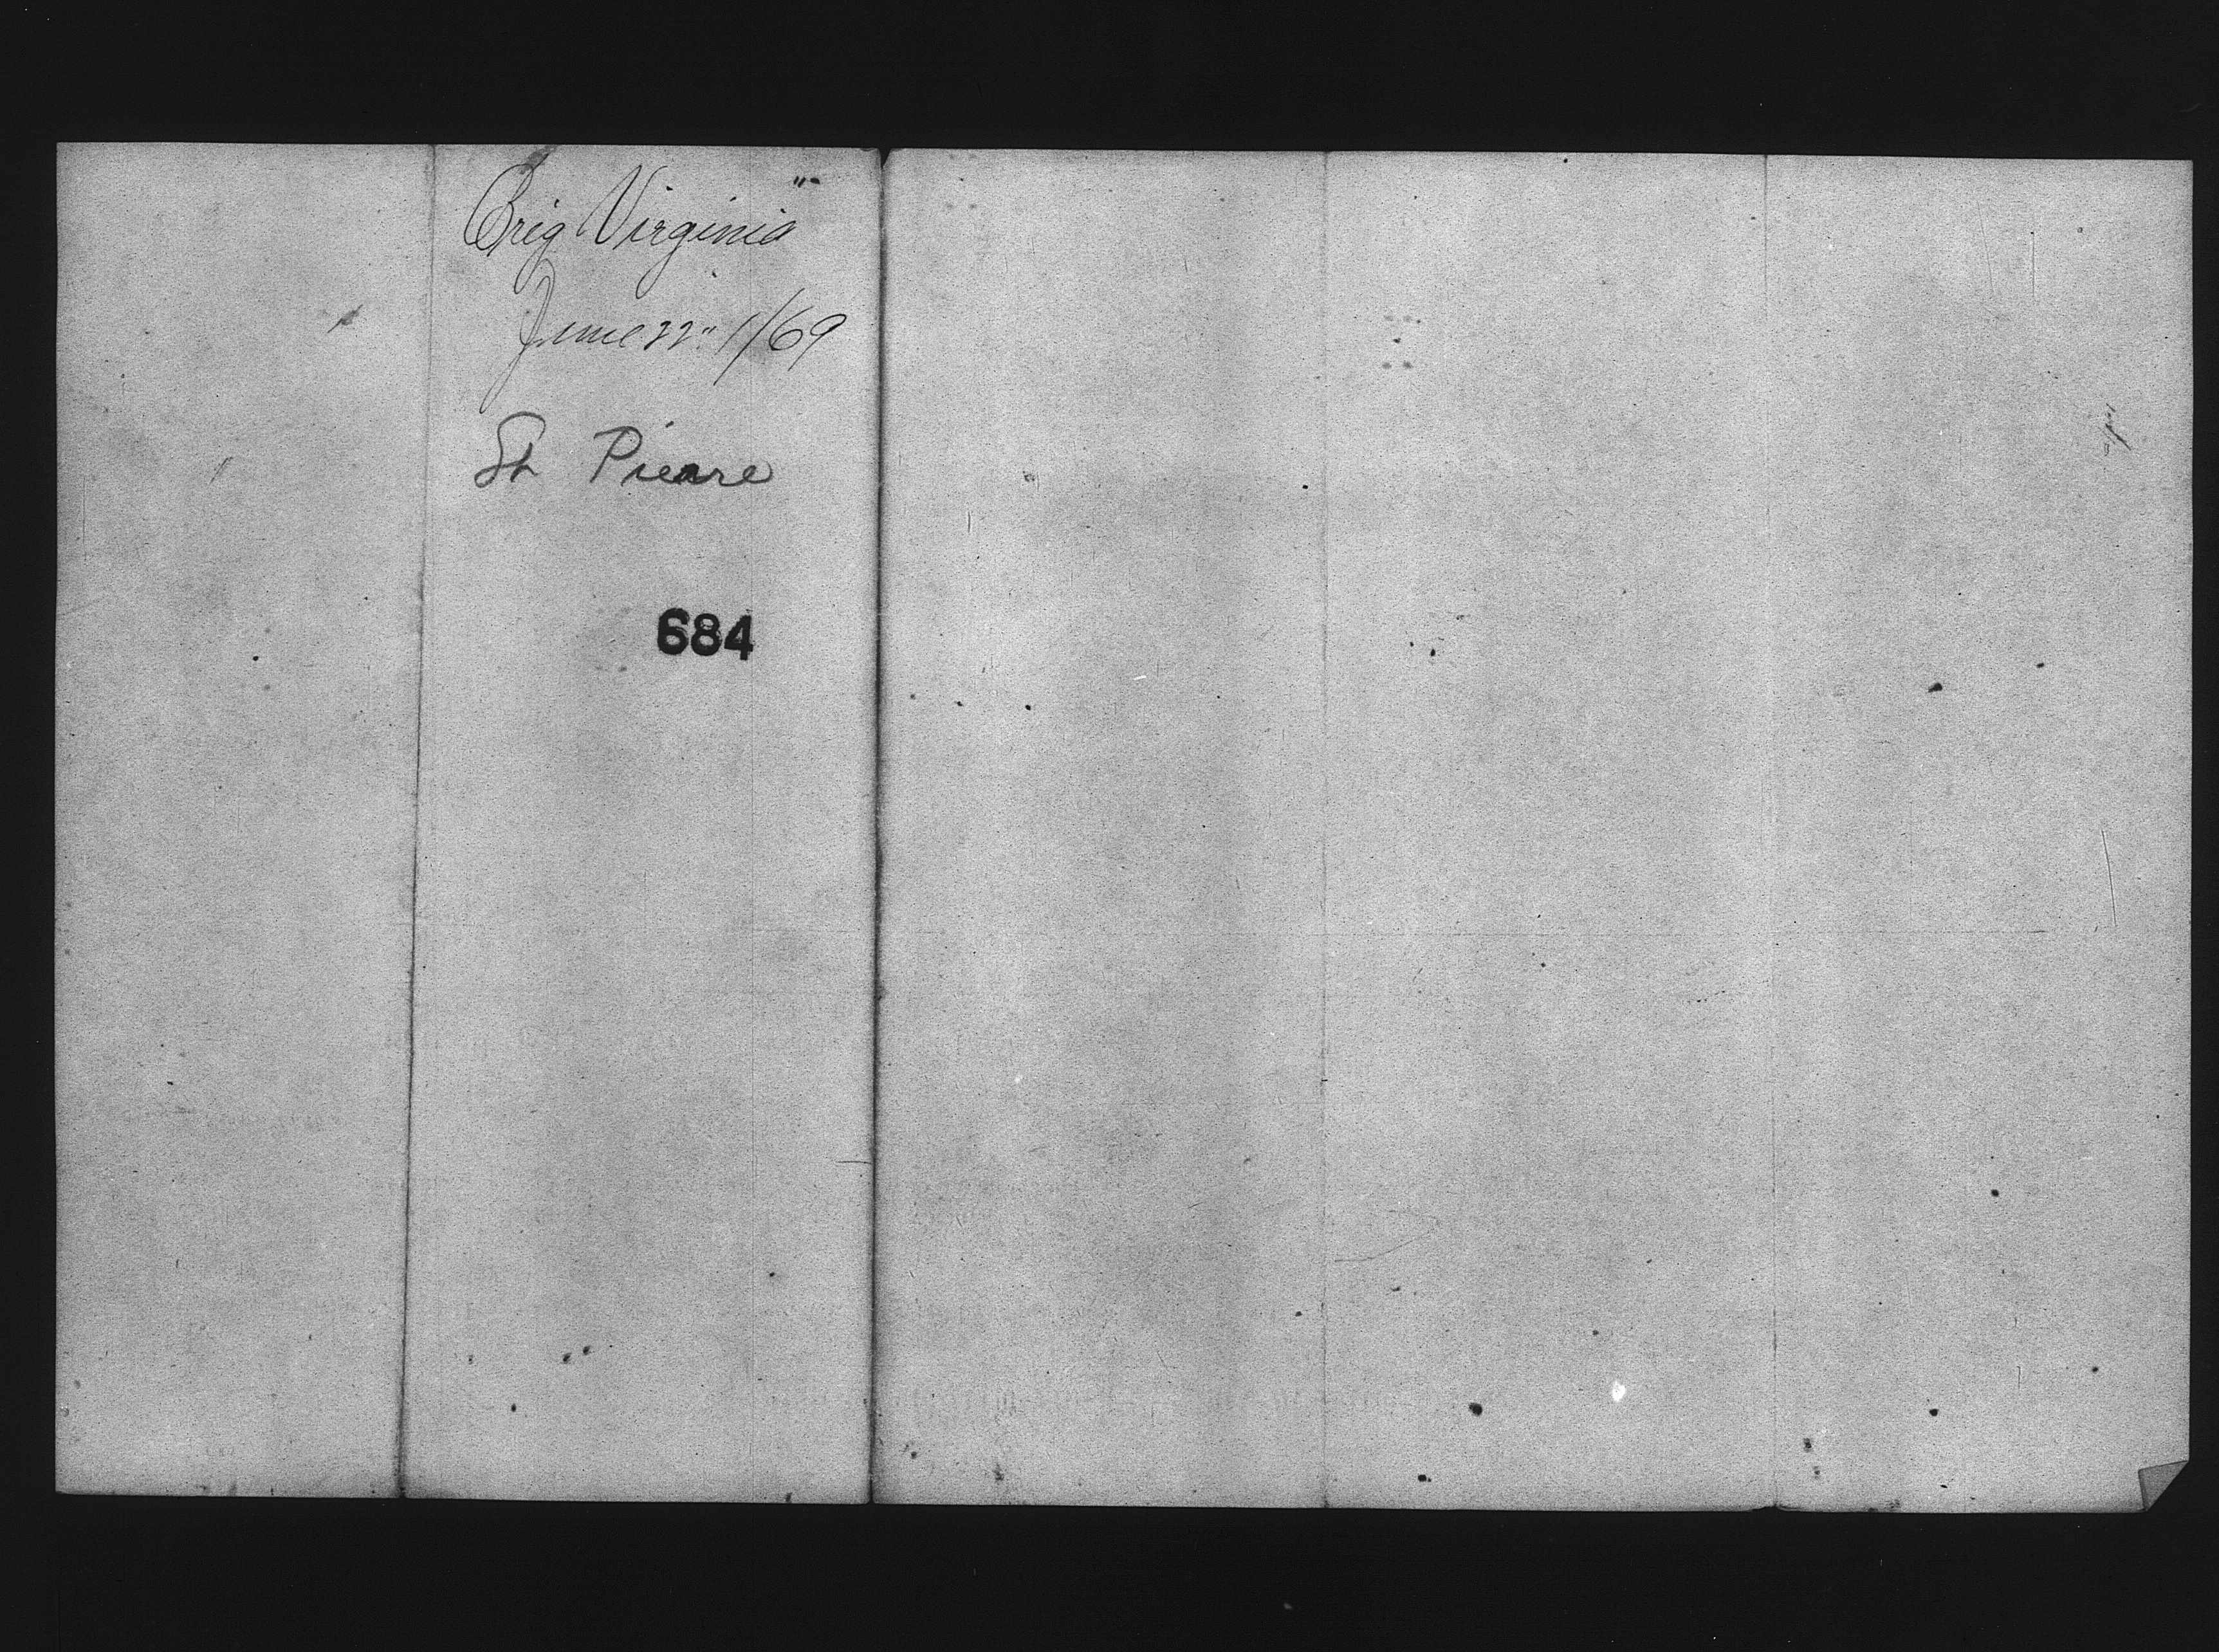 Brig Virginia"
June 22" 1/69
St Pierre
684